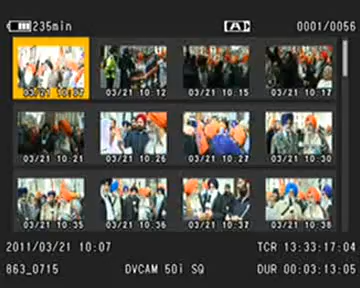 235min A 0001/0056
03/21 10:07 03/21 10:12 03/21 10:15 03/21 10:17
03/21 10:21 03/21 10:26 03/21 10:27 03/21 10:30
03/21 10:35 03/21 10:36 03/21 10:37 03/21 10:38
2011/03/21 10:07 TCR 13:33:17:04
863_0715 DVCAM 50i SQ DUR 00:03:13:05